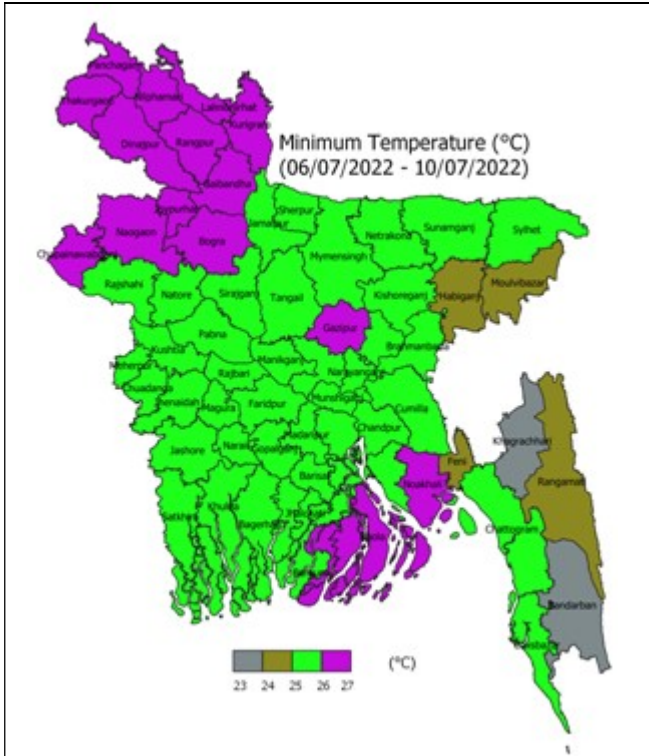 Panchagarh
Thakurgaon
Nilphamari
Lalmonirhat
Kurigram
Dinajpur
Rangpur
Minimum Temperature (°C)
(06/07/2022 - 10/07/2022)
Gaibandha
Joypurhat
Naogaon
Bogra
Chapainawabganj
Sherpur
Jamalpur
Netrakona
Sunamganj
Sylhet
Mymensingh
Rajshahi
Natore
Sirajganj
Tangail
Kishoreganj
Habiganj
Moulvibazar
Gazipur
Pabna
Kushtia
Manikganj
Meherpur
Rajbari
Chuadanga
Munshiganj
Magura
Faridpur
Cumilla
Chandpur
Madaripur
Jashore
Narail
Gopalganj
Barisal
Khagrachhari
Feni
Noakhali
Rangamati
Satkhira
Khulna
Bagerhat
Bhola
Chattogram
Bandarban
23 24 25 26 27
(°C)